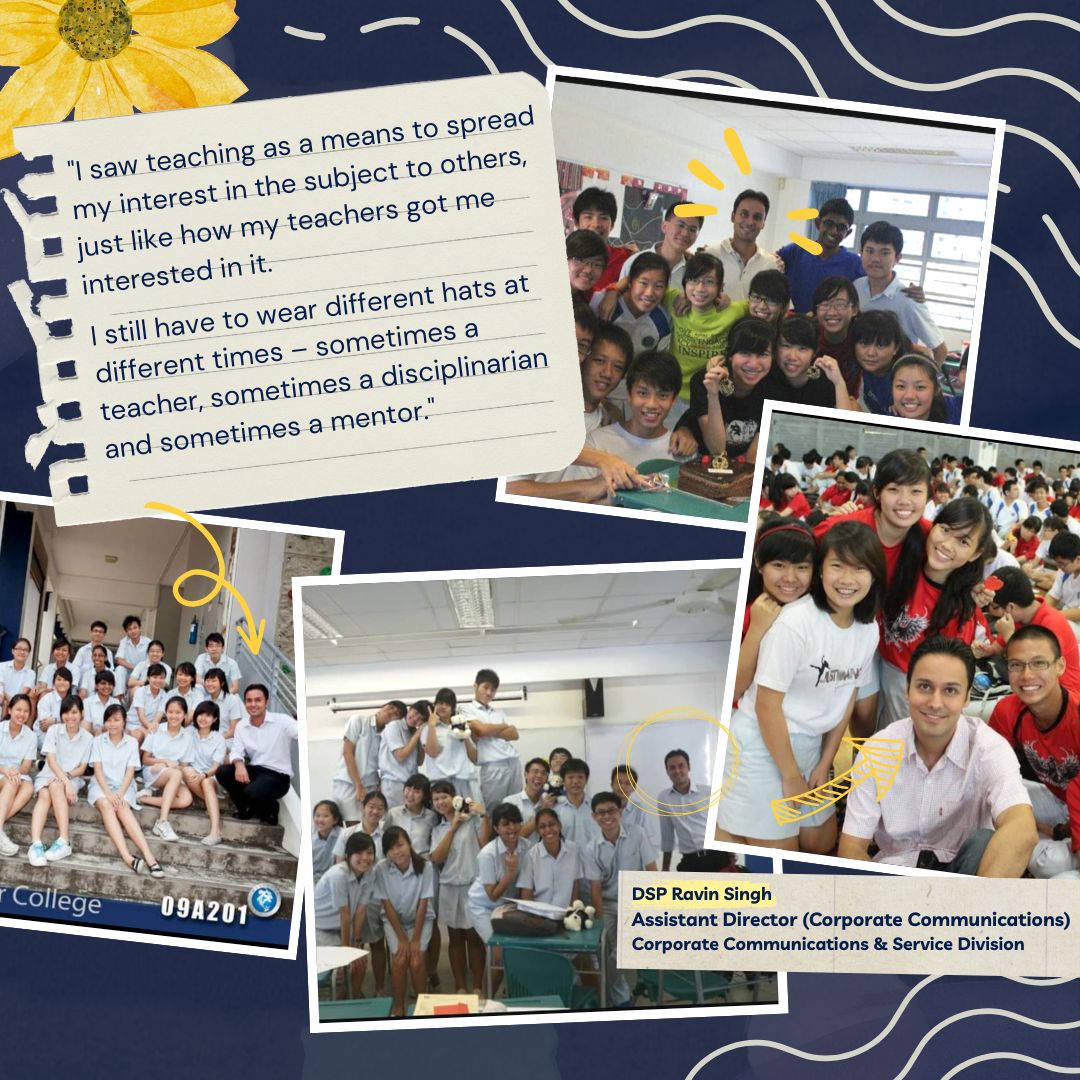 "I saw teaching as a means to spread
my interest in the subject to others,
just like how my teachers got me
interested in it.
I still have to wear different hats at
different times – sometimes a
teacher, sometimes a disciplinarian
and sometimes a mentor."
INSPIR
r College
09A201
DSP Ravin Singh
Assistant Director (Corporate Communications)
Corporate Communications & Service Division